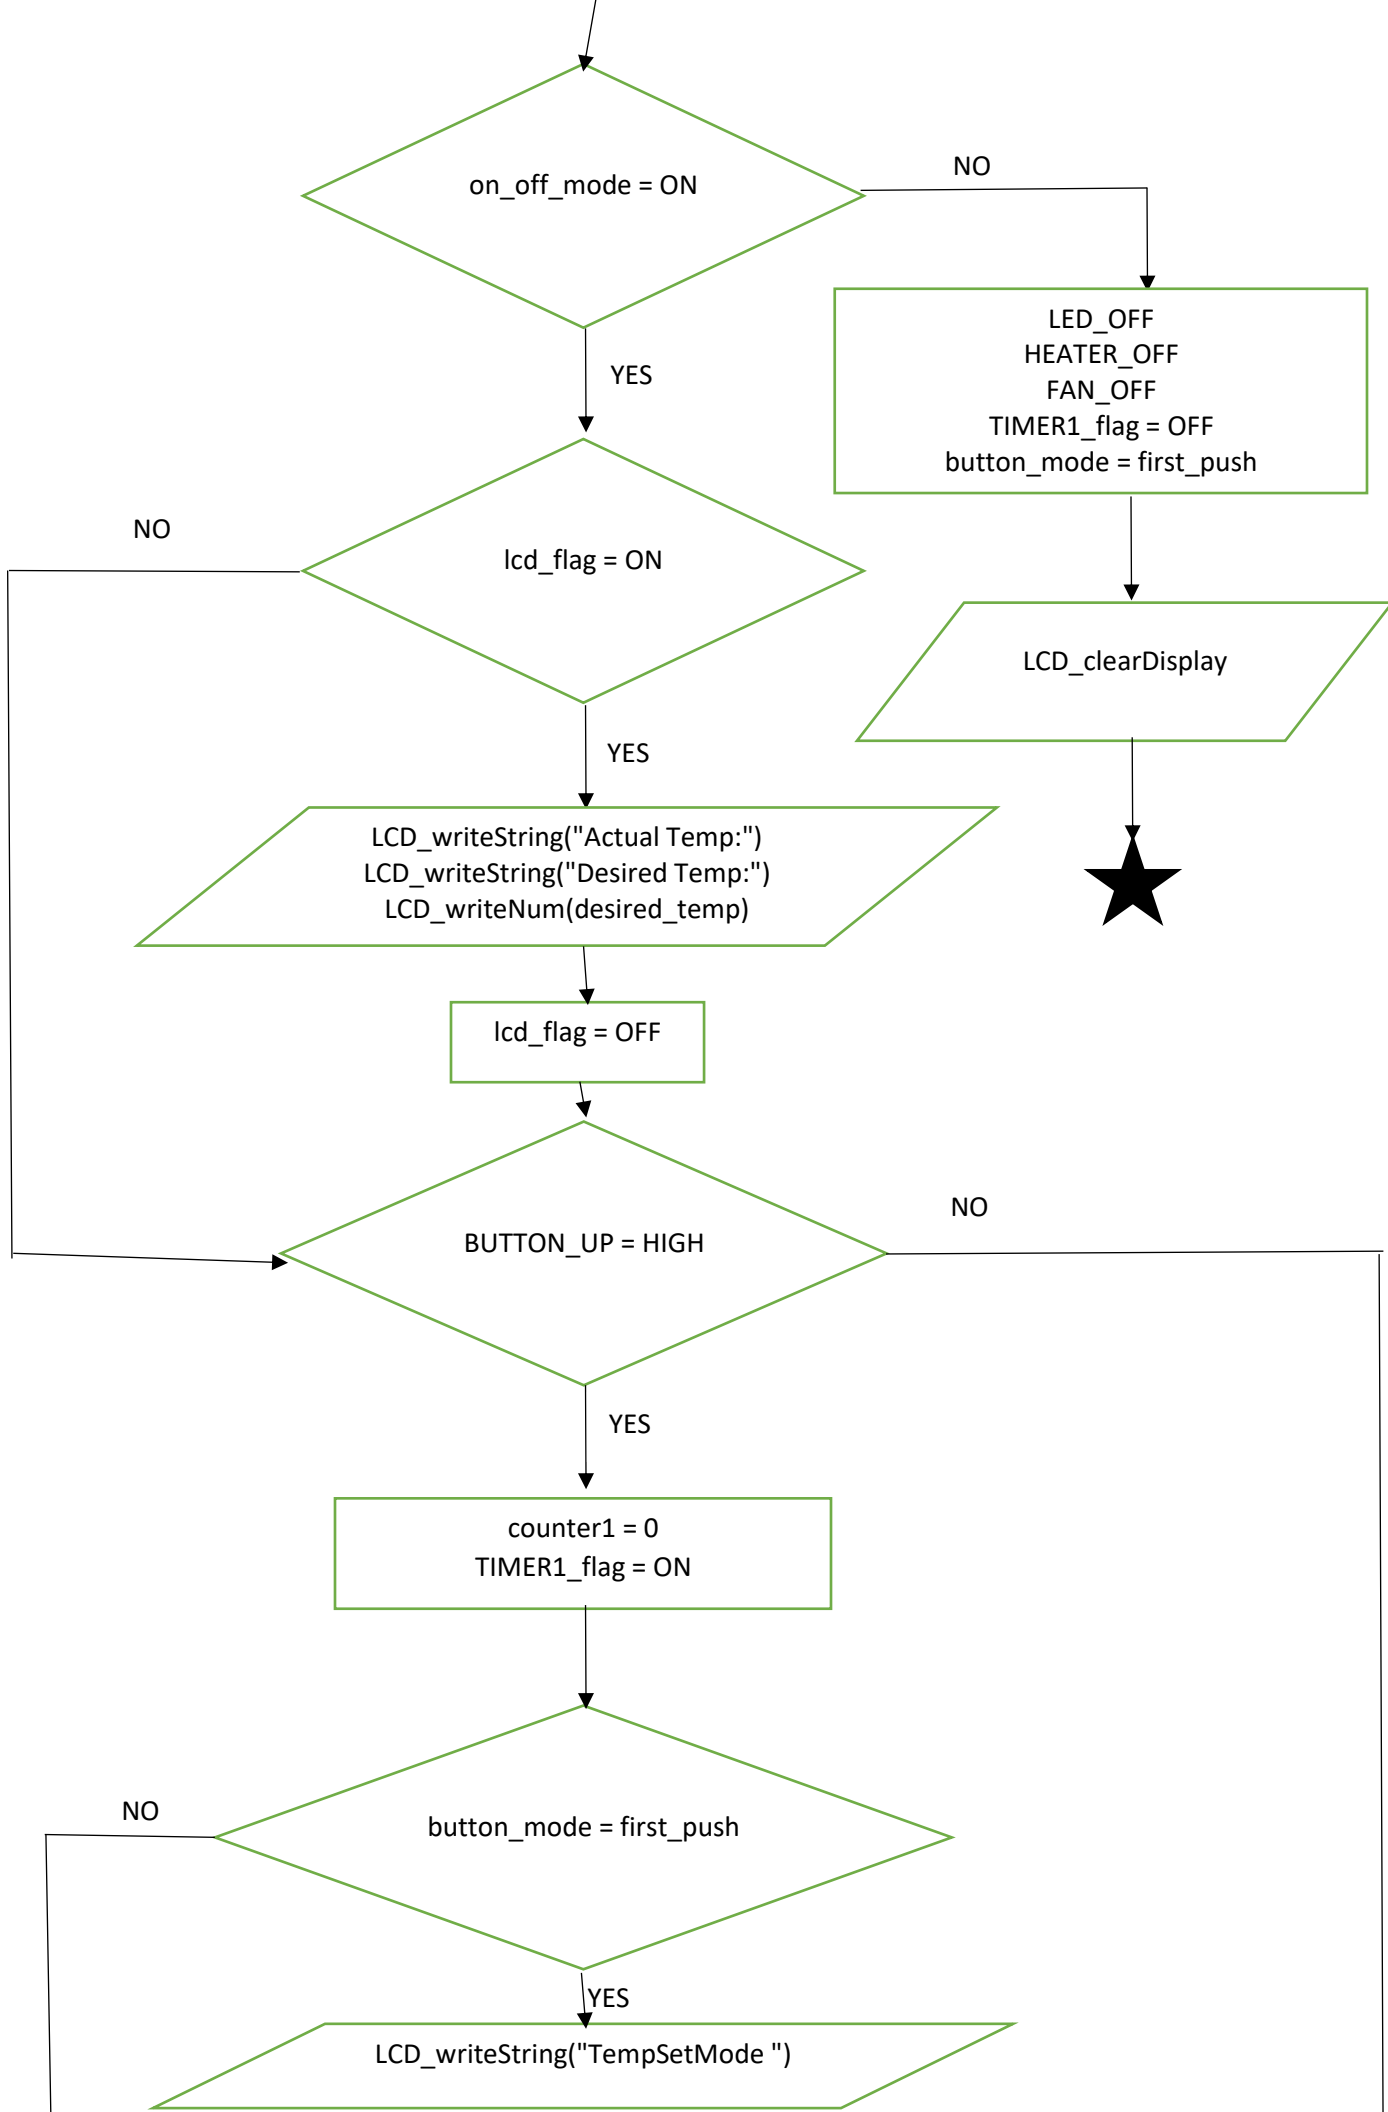 on_off_mode = ON
NO
LED_OFF
HEATER_OFF
FAN_OFF
TIMER1_flag = OFF
button_mode = first_push
YES
NO
lcd_flag = ON
LCD_clearDisplay
YES
LCD_writeString("Actual Temp:")
LCD_writeString("Desired Temp:")
LCD_writeNum(desired_temp)
lcd_flag = OFF
NO
BUTTON_UP = HIGH
YES
counter1 = 0
TIMER1_flag = ON
NO
button_mode = first_push
YES
LCD_writeString("TempSetMode ")